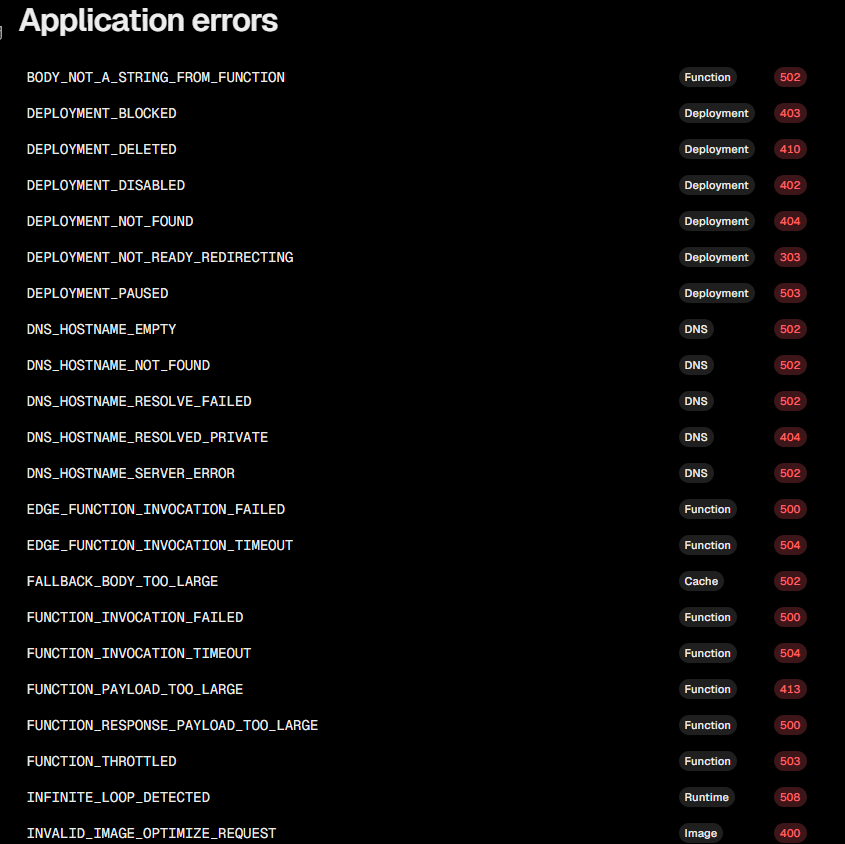 Application errors
BODY_NOT_A_STRING_FROM_FUNCTION Function 502
DEPLOYMENT_BLOCKED Deployment 403
DEPLOYMENT_DELETED Deployment 410
DEPLOYMENT_DISABLED Deployment 402
DEPLOYMENT_NOT_FOUND Deployment 404
DEPLOYMENT_NOT_READY_REDIRECTING Deployment 303
DEPLOYMENT_PAUSED Deployment 503
DNS_HOSTNAME_EMPTY DNS 502
DNS_HOSTNAME_NOT_FOUND DNS 502
DNS_HOSTNAME_RESOLVE_FAILED DNS 502
DNS_HOSTNAME_RESOLVED_PRIVATE DNS 404
DNS_HOSTNAME_SERVER_ERROR DNS 502
EDGE_FUNCTION_INVOCATION_FAILED Function 500
EDGE_FUNCTION_INVOCATION_TIMEOUT Function 504
FALLBACK_BODY_TOO_LARGE Cache 502
FUNCTION_INVOCATION_FAILED Function 500
FUNCTION_INVOCATION_TIMEOUT Function 504
FUNCTION_PAYLOAD_TOO_LARGE Function 413
FUNCTION_RESPONSE_PAYLOAD_TOO_LARGE Function 500
FUNCTION_THROTTLED Function 503
INFINITE_LOOP_DETECTED Runtime 508
INVALID_IMAGE_OPTIMIZE_REQUEST Image 400